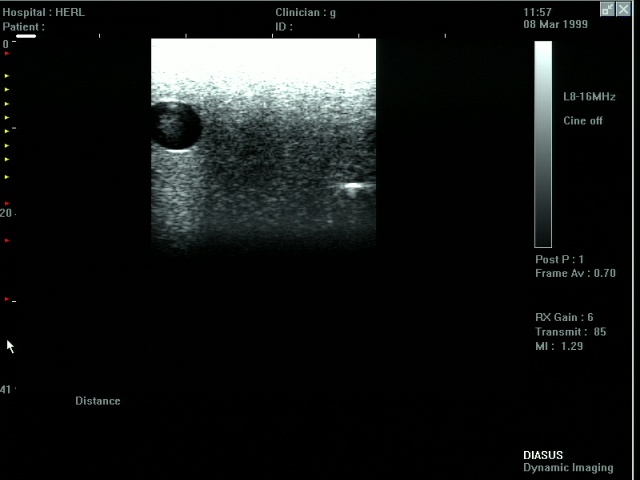 Hospital : HERL
Clinician : g
11:57
Patient :
ID :
08 Mar 1999
0
L8-16MHz
Cine off
20
Post P : 1
Frame Av : 0.70
RX Gain : 6
Transmit : 85
MI : 1.29
41
Distance
DIASUS
Dynamic Imaging